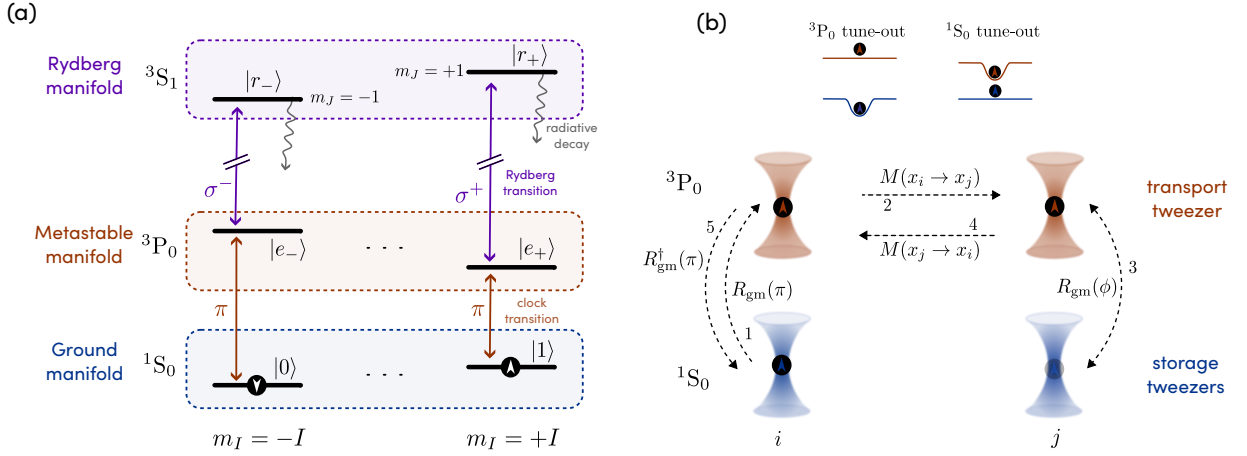 (a)
Rydberg
manifold
³S₁
|r₋⟩
m_J = −1
m_J = +1
|r₊⟩
radiative
decay
σ⁻
σ⁺
Rydberg
transition
Metastable
manifold
³P₀
|e₋⟩
· · ·
|e₊⟩
π
π
clock
transition
Ground
manifold
¹S₀
|0⟩
· · ·
|1⟩
m_I = −I
m_I = +I
(b)
³P₀ tune-out
¹S₀ tune-out
³P₀
M(x_i → x_j)
2
4
M(x_j → x_i)
transport
tweezer
5
R†_gm(π)
R_gm(π)
1
R_gm(ϕ)
3
¹S₀
storage
tweezers
i
j